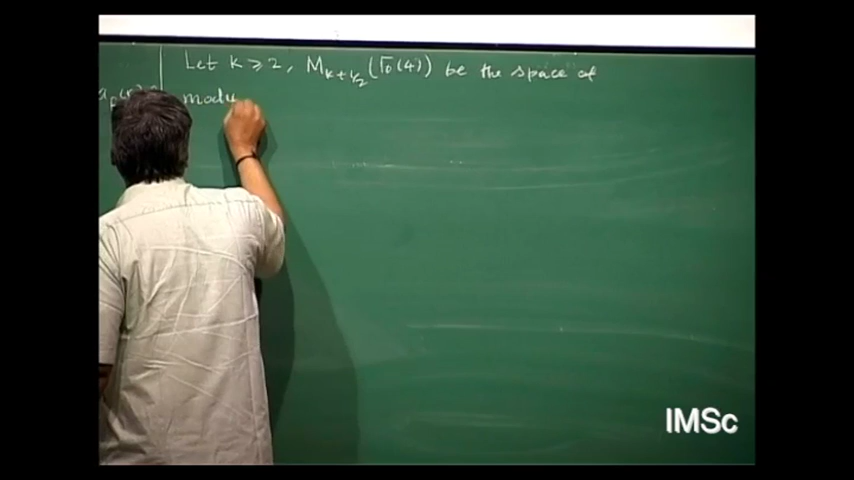 Let k ⩾ 2, M_{k+1/2}(Γ0(4)) be the space of
modu
IMSc